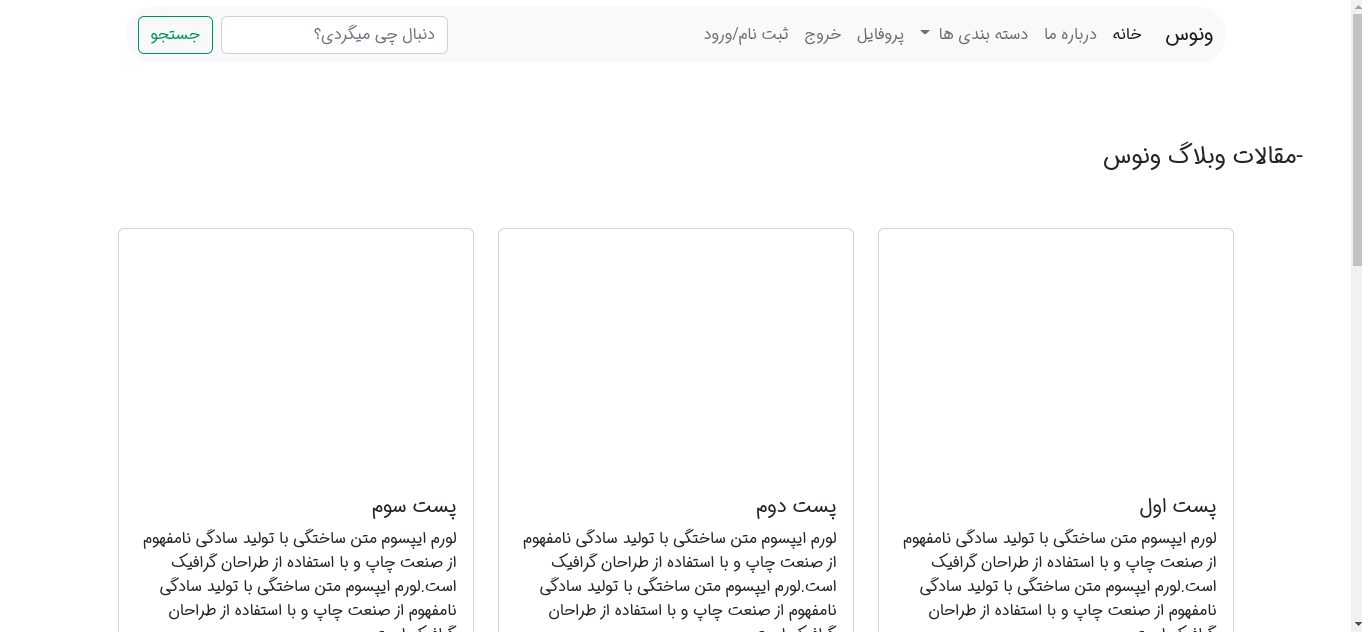 ونوس
خانه
درباره ما
دسته بندی ها
پروفایل
خروج
ثبت نام/ورود
دنبال چی میگردی؟
جستجو
-مقالات وبلاگ ونوس
پست اول
لورم ایپسوم متن ساختگی با تولید سادگی نامفهوم
از صنعت چاپ و با استفاده از طراحان گرافیک
است.لورم ایپسوم متن ساختگی با تولید سادگی
نامفهوم از صنعت چاپ و با استفاده از طراحان
پست دوم
لورم ایپسوم متن ساختگی با تولید سادگی نامفهوم
از صنعت چاپ و با استفاده از طراحان گرافیک
است.لورم ایپسوم متن ساختگی با تولید سادگی
نامفهوم از صنعت چاپ و با استفاده از طراحان
پست سوم
لورم ایپسوم متن ساختگی با تولید سادگی نامفهوم
از صنعت چاپ و با استفاده از طراحان گرافیک
است.لورم ایپسوم متن ساختگی با تولید سادگی
نامفهوم از صنعت چاپ و با استفاده از طراحان